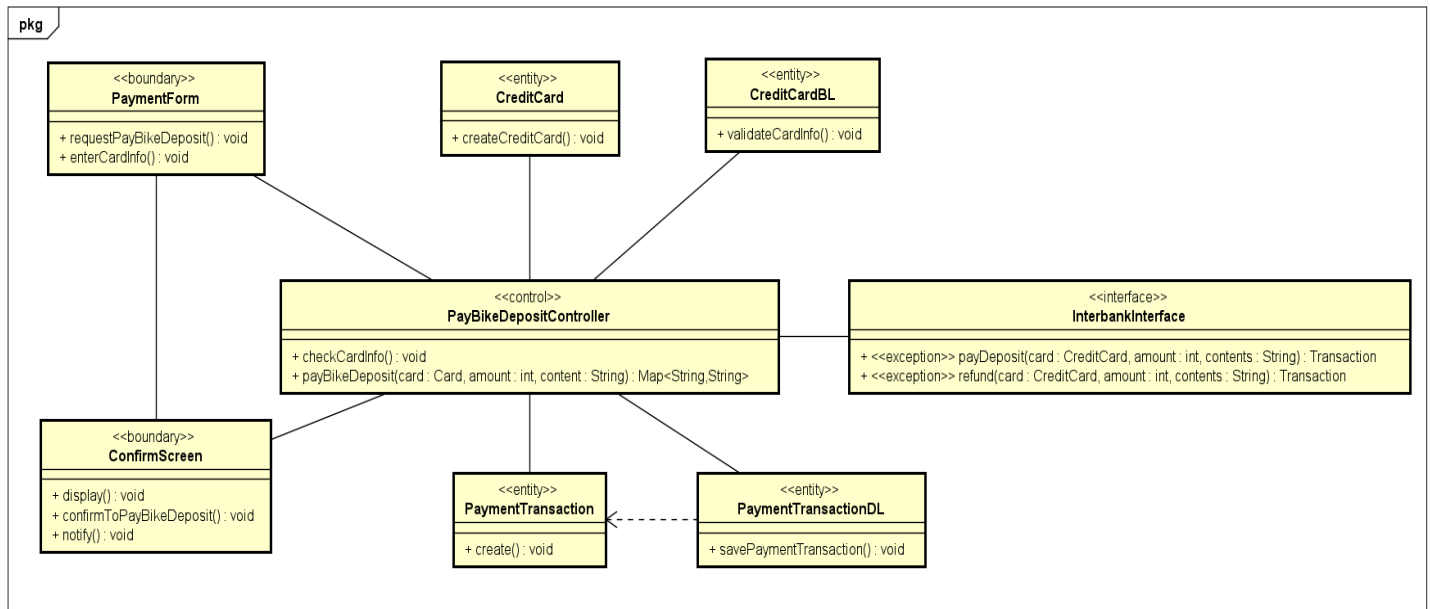 pkg
<<boundary>>
PaymentForm
+ requestPayBikeDeposit() : void
+ enterCardInfo() : void
<<entity>>
CreditCard
+ createCreditCard() : void
<<entity>>
CreditCardBL
+ validateCardInfo() : void
<<control>>
PayBikeDepositController
+ checkCardInfo() : void
+ payBikeDeposit(card : Card, amount : int, content : String) : Map<String,String>
<<interface>>
InterbankInterface
+ <<exception>> payDeposit(card : CreditCard, amount : int, contents : String) : Transaction
+ <<exception>> refund(card : CreditCard, amount : int, contents : String) : Transaction
<<boundary>>
ConfirmScreen
+ display() : void
+ confirmToPayBikeDeposit() : void
+ notify() : void
<<entity>>
PaymentTransaction
+ create() : void
<<entity>>
PaymentTransactionDL
+ savePaymentTransaction() : void